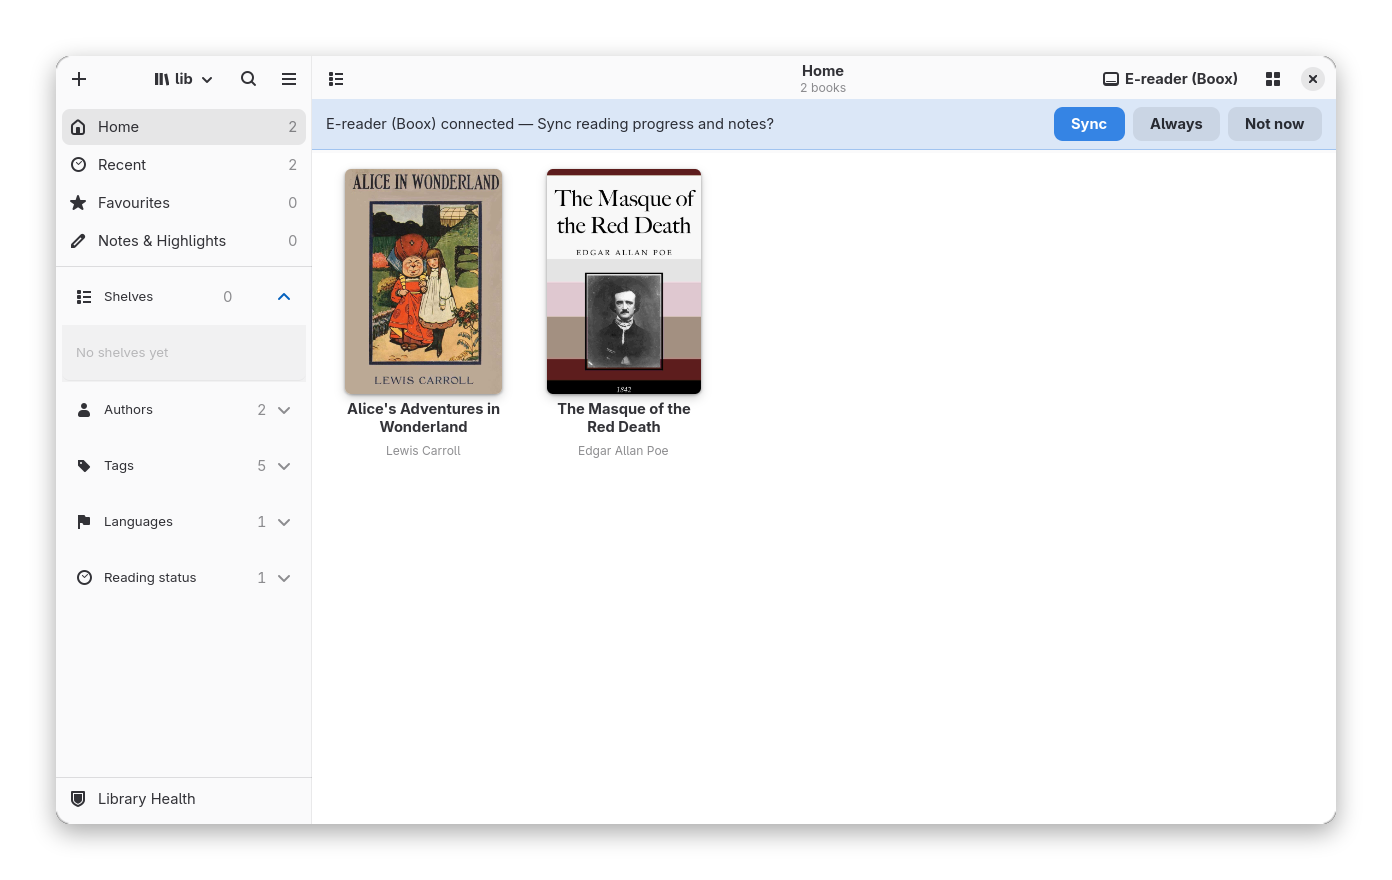 lib
Home
2 books
E-reader (Boox)
E-reader (Boox) connected — Sync reading progress and notes?
Sync
Always
Not now
Home 2
Recent 2
Favourites 0
Notes & Highlights 0
Shelves 0
No shelves yet
Authors 2
Tags 5
Languages 1
Reading status 1
Library Health
ALICE IN WONDERLAND
LEWIS CARROLL
Alice's Adventures in
Wonderland
Lewis Carroll
The Masque of
the Red Death
EDGAR ALLAN POE
1842
The Masque of the
Red Death
Edgar Allan Poe